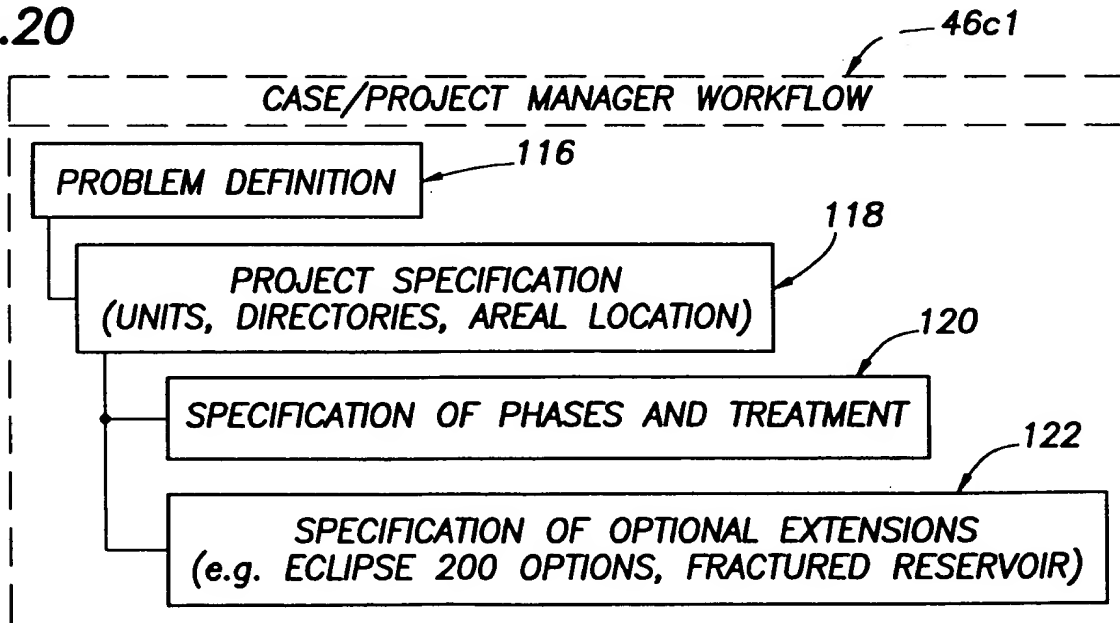 .20
46c1
CASE/PROJECT MANAGER WORKFLOW
116
PROBLEM DEFINITION
118
PROJECT SPECIFICATION
(UNITS, DIRECTORIES, AREAL LOCATION)
120
SPECIFICATION OF PHASES AND TREATMENT
122
SPECIFICATION OF OPTIONAL EXTENSIONS
(e.g. ECLIPSE 200 OPTIONS, FRACTURED RESERVOIR)